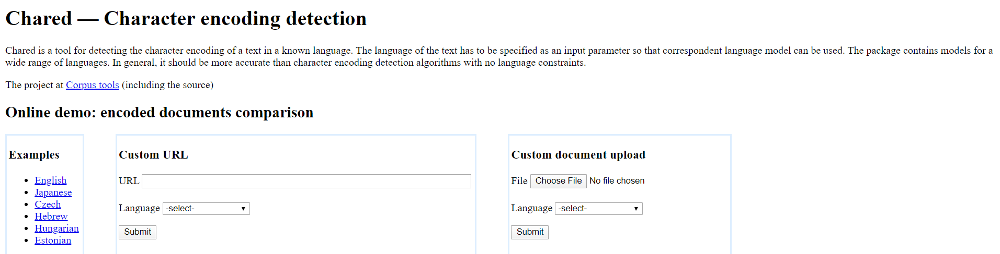 Chared — Character encoding detection
Chared is a tool for detecting the character encoding of a text in a known language. The language of the text has to be specified as an input parameter so that correspondent language model can be used. The package contains models for a
wide range of languages. In general, it should be more accurate than character encoding detection algorithms with no language constraints.
The project at Corpus tools (including the source)
Online demo: encoded documents comparison
Examples
English
Japanese
Czech
Hebrew
Hungarian
Estonian
Custom URL
URL
Language -select-
Submit
Custom document upload
File Choose File No file chosen
Language -select-
Submit